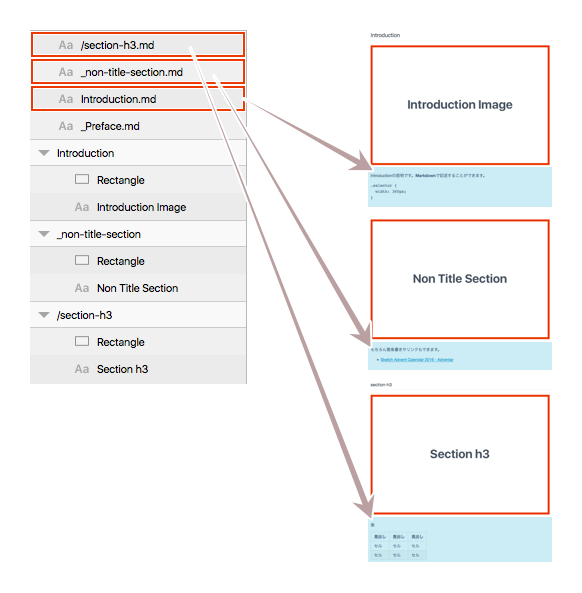 Aa /section-h3.md
Aa _non-title-section.md
Aa Introduction.md
Aa _Preface.md
Introduction
Rectangle
Aa Introduction Image
_non-title-section
Rectangle
Aa Non Title Section
/section-h3
Rectangle
Aa Section h3
Introduction
Introduction Image
Introductionの説明です。Markdownで記述することができます。
.selector {
width: 300px;
}
Non Title Section
もちろん箇条書きやリンクもできます。
Sketch Advent Calendar 2016 - Adventar
section-h3
Section h3
表
見出し 見出し 見出し
セル セル セル
セル セル セル